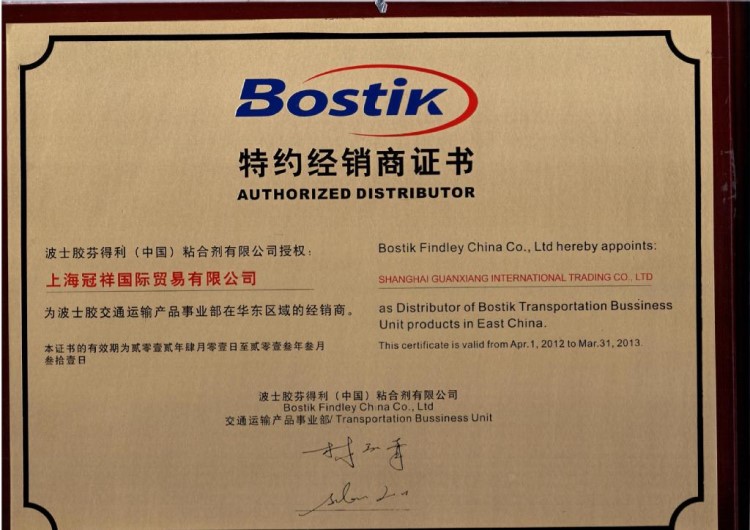 Bostik
特约经销商证书
AUTHORIZED DISTRIBUTOR
波士胶芬得利（中国）粘合剂有限公司授权：
上海冠祥国际贸易有限公司
为波士胶交通运输产品事业部在华东区域的经销商。
本证书的有效期为贰零壹贰年肆月零壹日至贰零壹叁年叁月
叁拾壹日
Bostik Findley China Co., Ltd hereby appoints:
SHANGHAI GUANXIANG INTERNATIONAL TRADING CO., LTD
as Distributor of Bostik Transportation Bussiness
Unit products in East China.
This certificate is valid from Apr.1, 2012 to Mar.31, 2013.
波士胶芬得利（中国）粘合剂有限公司
Bostik Findley China Co., Ltd
交通运输产品事业部/ Transportation Bussiness Unit